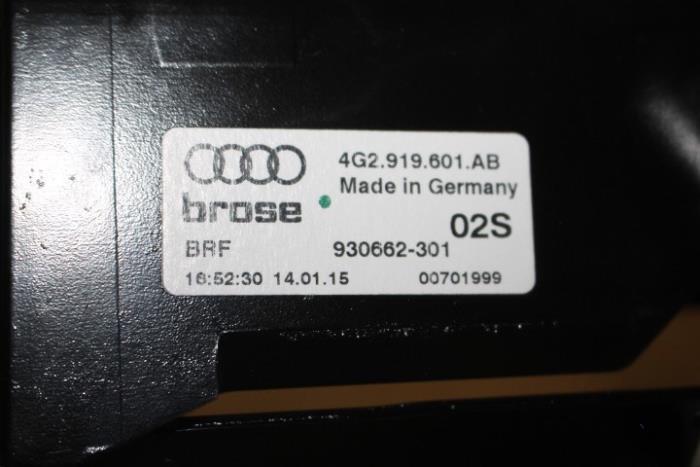 4G2.919.601.AB
Made in Germany
brose
02S
BRF 930662-301
16:52:30 14.01.15 00701999